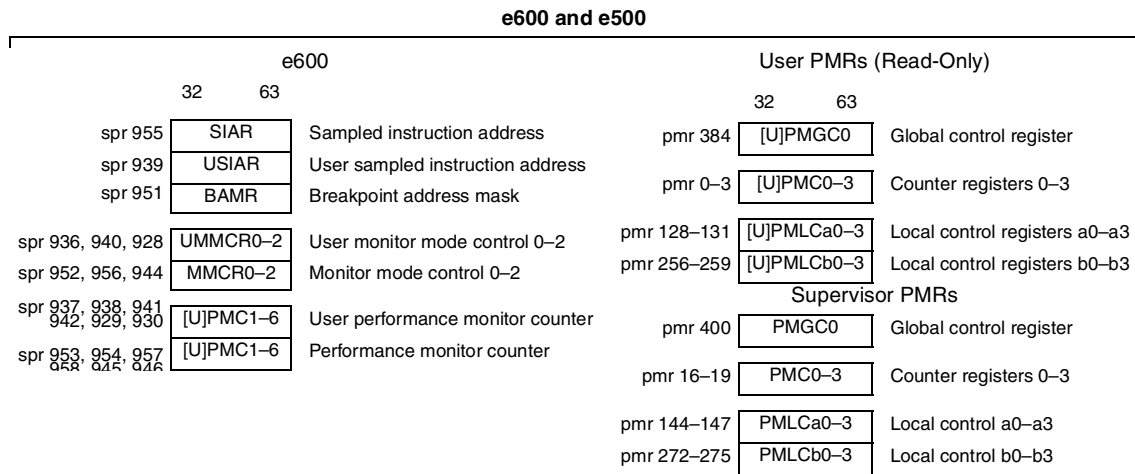 e600 and e500
e600
32 63
spr 955 SIAR Sampled instruction address
spr 939 USIAR User sampled instruction address
spr 951 BAMR Breakpoint address mask
spr 936, 940, 928 UMMCR0–2 User monitor mode control 0–2
spr 952, 956, 944 MMCR0–2 Monitor mode control 0–2
spr 937, 938, 941
942, 929, 930 [U]PMC1–6 User performance monitor counter
spr 953, 954, 957 [U]PMC1–6 Performance monitor counter
958, 945, 946
User PMRs (Read-Only)
32 63
pmr 384 [U]PMGC0 Global control register
pmr 0–3 [U]PMC0–3 Counter registers 0–3
pmr 128–131 [U]PMLCa0–3 Local control registers a0–a3
pmr 256–259 [U]PMLCb0–3 Local control registers b0–b3
Supervisor PMRs
pmr 400 PMGC0 Global control register
pmr 16–19 PMC0–3 Counter registers 0–3
pmr 144–147 PMLCa0–3 Local control a0–a3
pmr 272–275 PMLCb0–3 Local control b0–b3